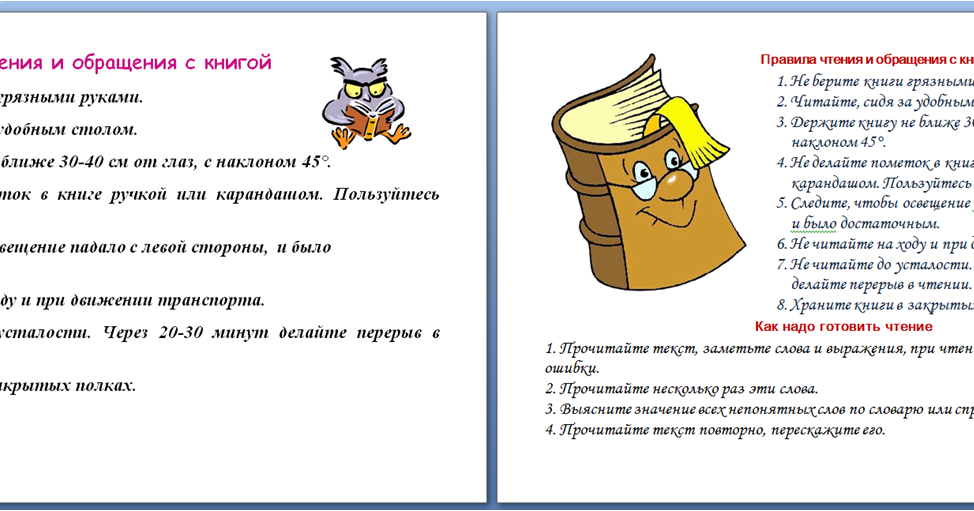 ения и обращения с книгой
грязными руками.
удобным столом.
ближе 30-40 см от глаз, с наклоном 45°.
ток в книге ручкой или карандашом. Пользуйтесь
вещение падало с левой стороны, и было
ду и при движении транспорта.
усталости. Через 20-30 минут делайте перерыв в
акрытых полках.
Правила чтения и обращения с кн
1. Не берите книги грязными
2. Читайте, сидя за удобным
3. Держите книгу не ближе 30
наклоном 45°.
4. Не делайте пометок в книг
карандашом. Пользуйтесь
5. Следите, чтобы освещение
и было достаточным.
6. Не читайте на ходу и при д
7. Не читайте до усталости.
делайте перерыв в чтении.
8. Храните книги в закрытых
Как надо готовить чтение
1. Прочитайте текст, заметьте слова и выражения, при чтен
ошибки.
2. Прочитайте несколько раз эти слова.
3. Выясните значение всех непонятных слов по словарю или спр
4. Прочитайте текст повторно, перескажите его.